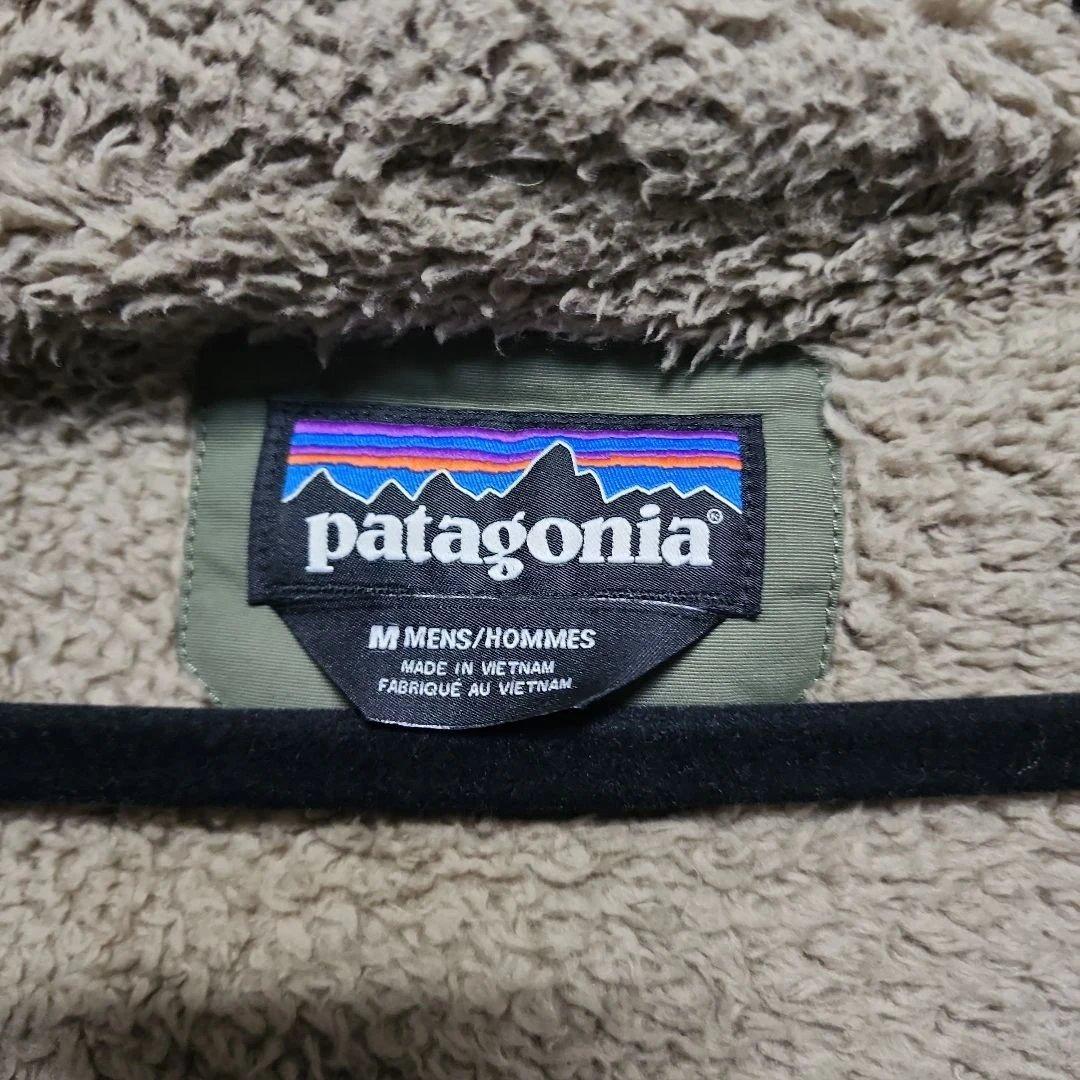 patagonia®
M MENS/HOMMES
MADE IN VIETNAM
FABRIQUÉ AU VIETNAM